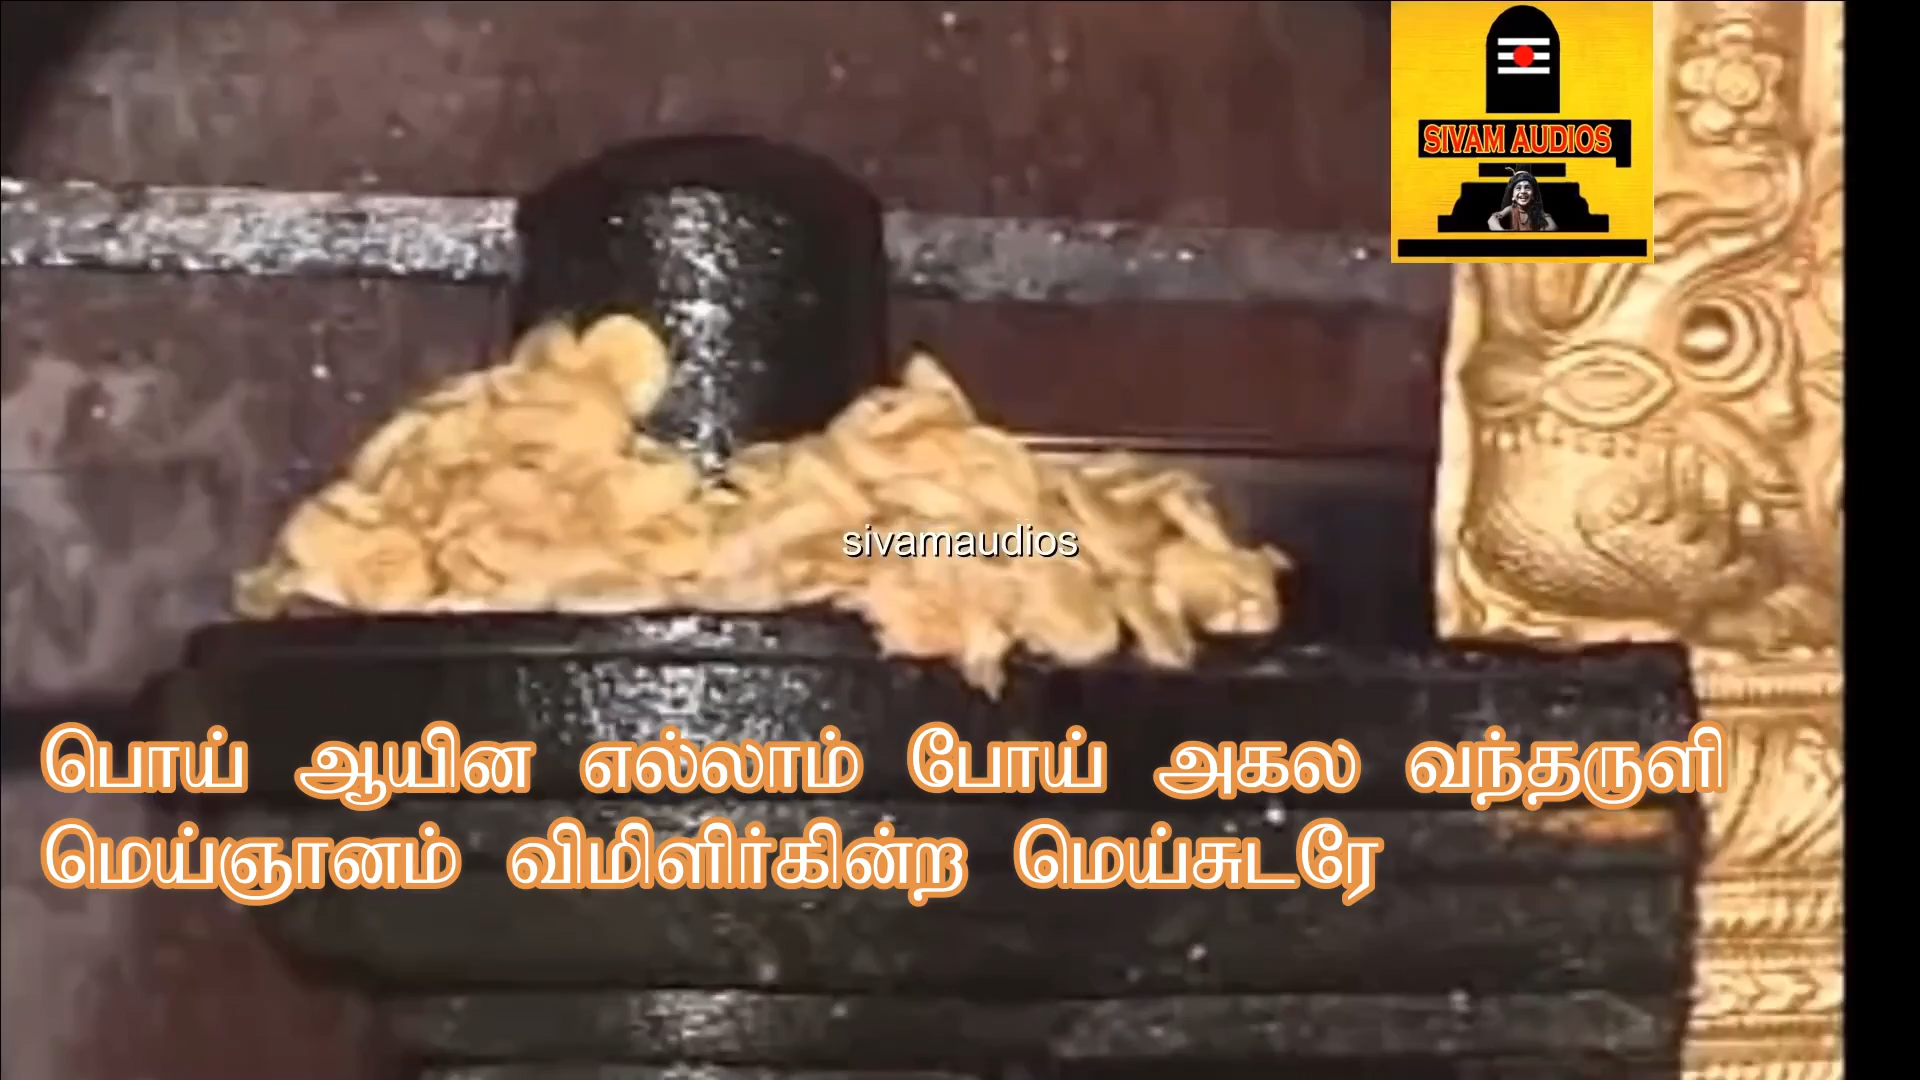 SIVAM AUDIOS
sivamaudios
பொய் ஆயின எல்லாம் போய் அகல வந்தருளி
மெய்ஞானம் விமிளிர்கின்ற மெய்சுடரே